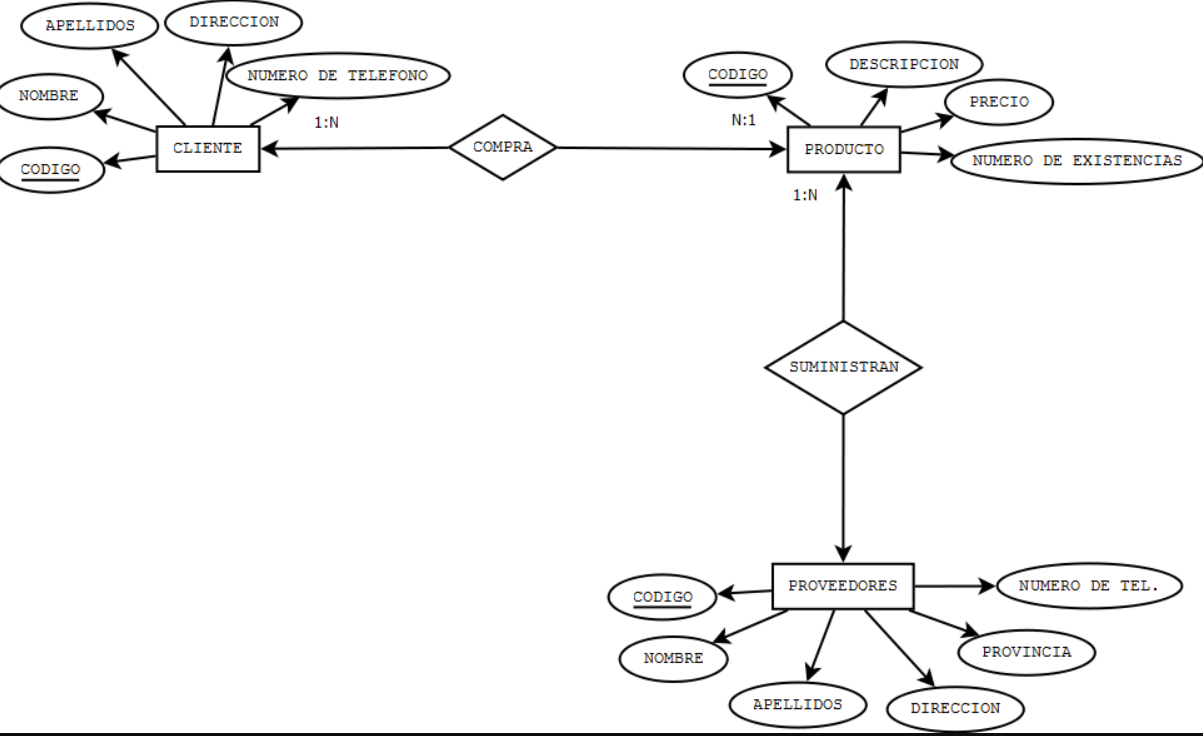 APELLIDOS
DIRECCION
NUMERO DE TELEFONO
NOMBRE
1:N
CLIENTE
CODIGO
COMPRA
CODIGO
DESCRIPCION
PRECIO
N:1
PRODUCTO
NUMERO DE EXISTENCIAS
1:N
SUMINISTRAN
PROVEEDORES
NUMERO DE TEL.
CODIGO
NOMBRE
PROVINCIA
APELLIDOS
DIRECCION